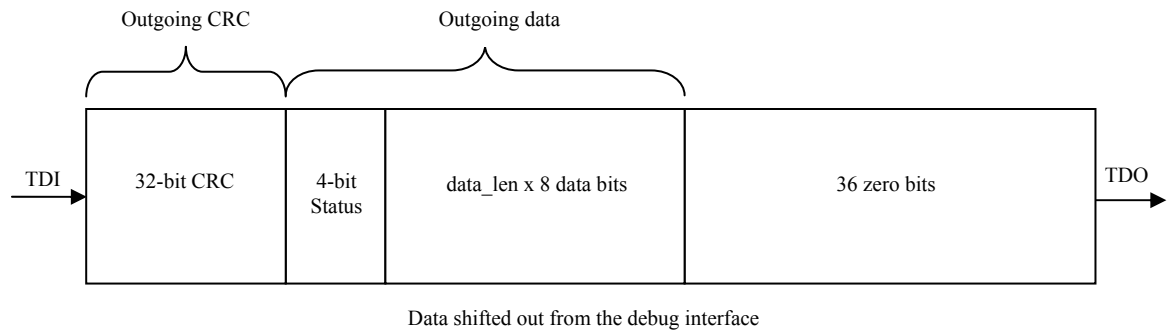 Outgoing CRC
Outgoing data
TDI
32-bit CRC
4-bit
Status
data_len x 8 data bits
36 zero bits
TDO
Data shifted out from the debug interface